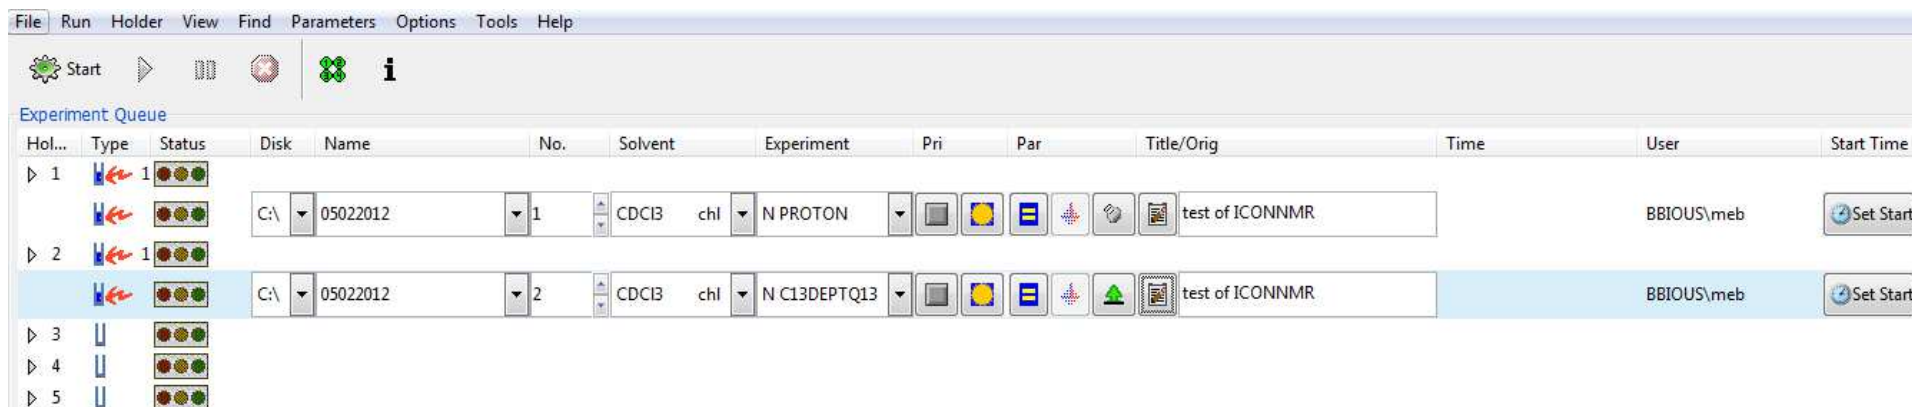 File Run Holder View Find Parameters Options Tools Help
Start i
Experiment Queue
Hol... Type Status Disk Name No. Solvent Experiment Pri Par Title/Orig Time User Start Time
1 1
C:\ 05022012 1 CDCl3 chl N PROTON test of ICONNMR BBIOUS\meb Set Start
2 1
C:\ 05022012 2 CDCl3 chl N C13DEPTQ13 test of ICONNMR BBIOUS\meb Set Start
3
4
5